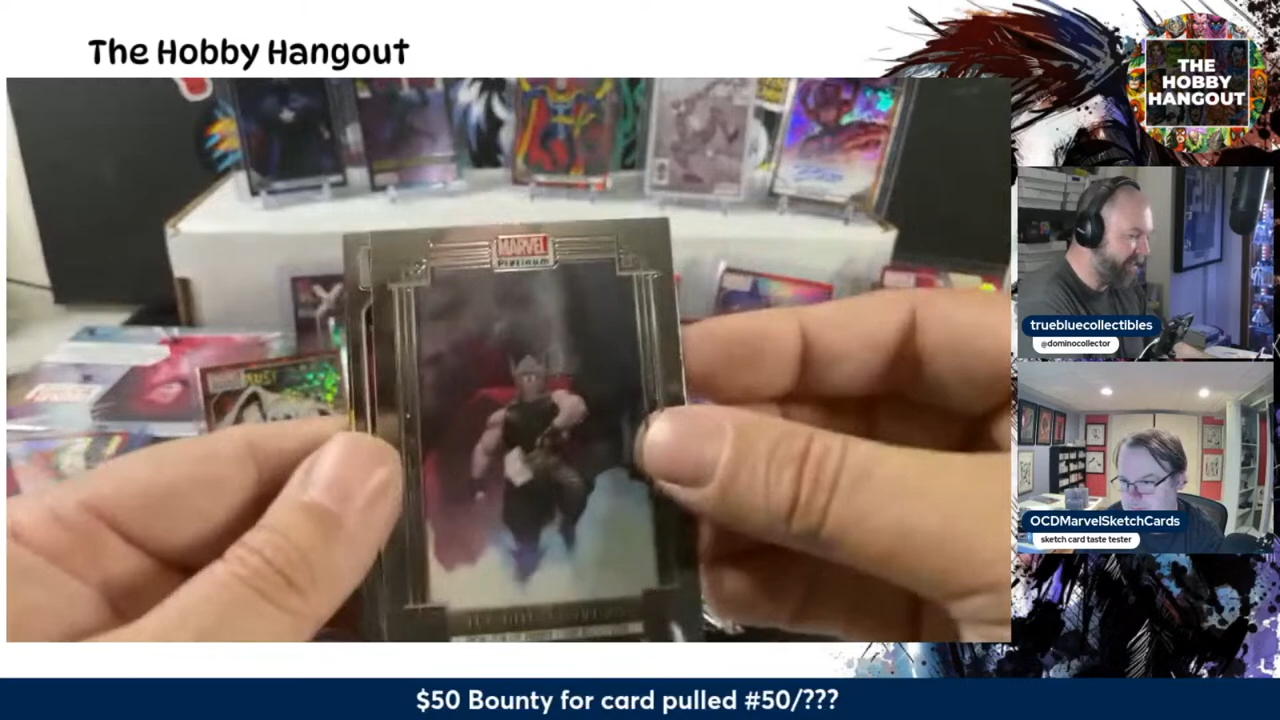 The Hobby Hangout
THE
HOBBY
HANGOUT
MARVEL
Platinum
truebluecollectibles
@dominocollector
OCDMarvelSketchCards
sketch card taste tester
$50 Bounty for card pulled #50/???